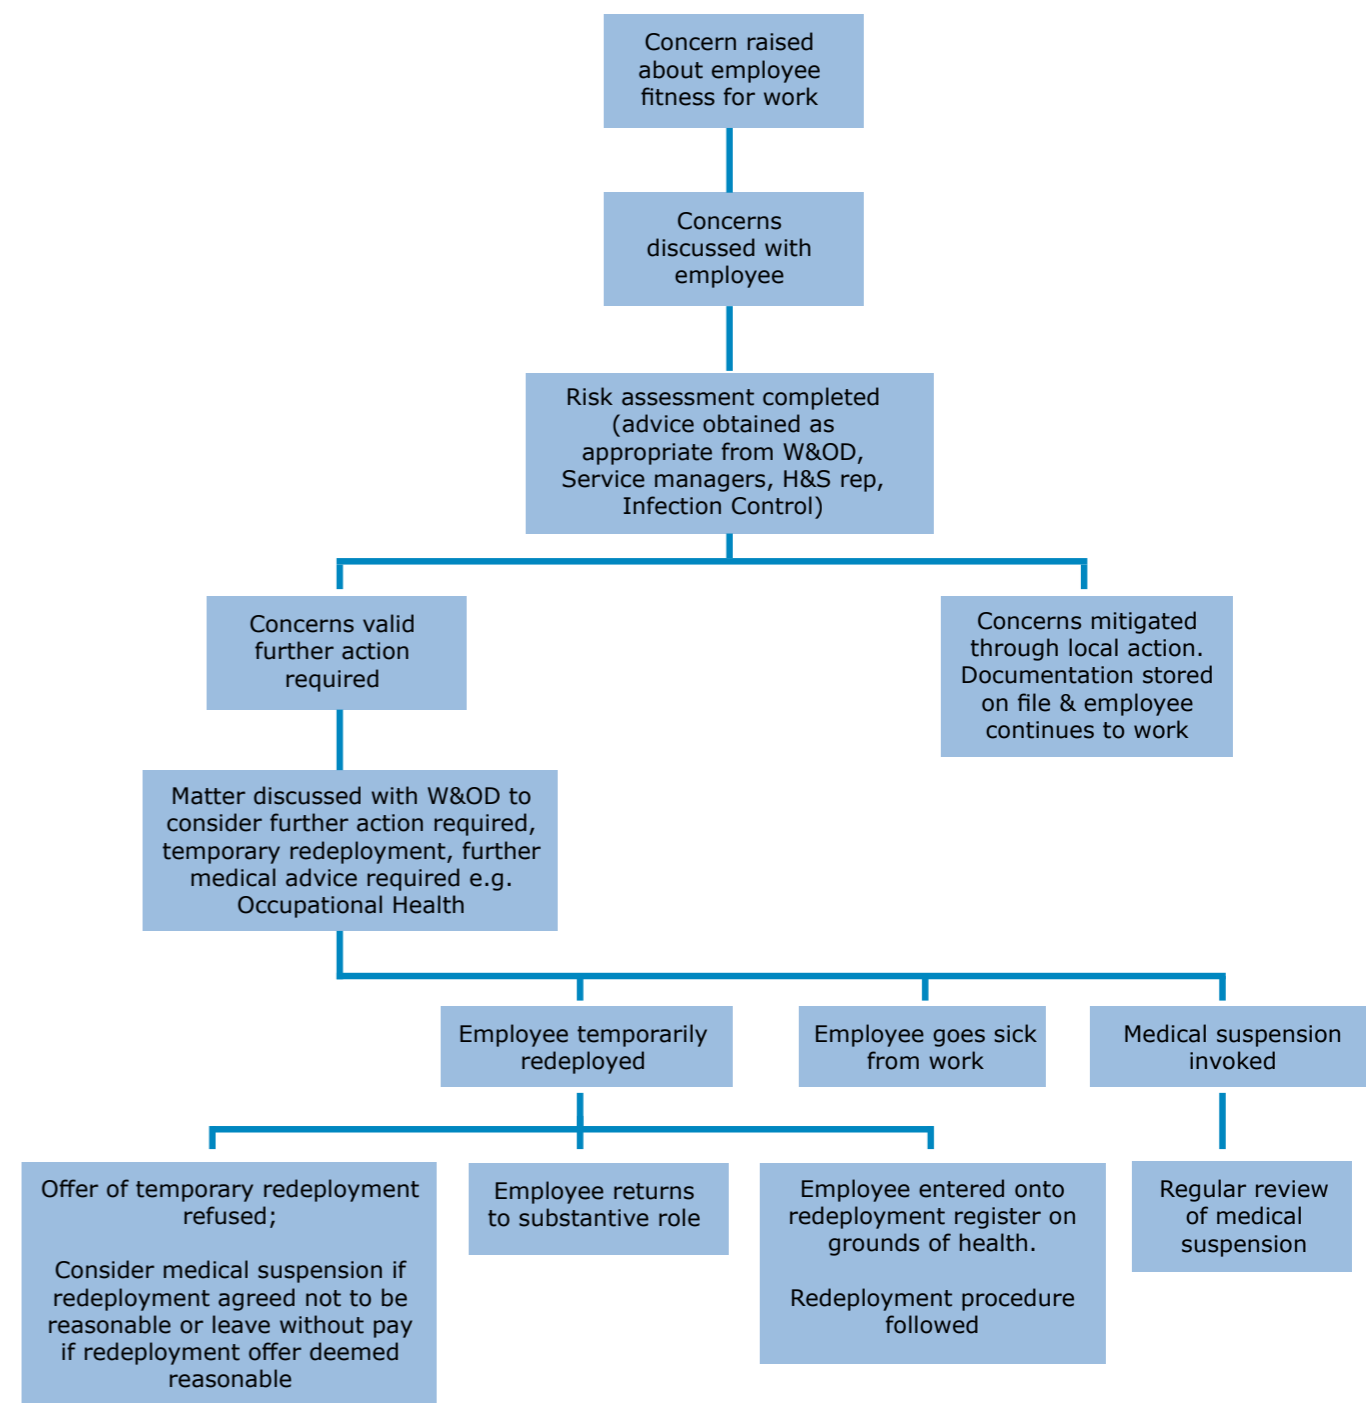 Concern raised
about employee
fitness for work
Concerns
discussed with
employee
Risk assessment completed
(advice obtained as
appropriate from W&OD,
Service managers, H&S rep,
Infection Control)
Concerns valid
further action
required
Concerns mitigated
through local action.
Documentation stored
on file & employee
continues to work
Matter discussed with W&OD to
consider further action required,
temporary redeployment, further
medical advice required e.g.
Occupational Health
Employee temporarily
redeployed
Employee goes sick
from work
Medical suspension
invoked
Offer of temporary redeployment
refused;
Consider medical suspension if
redeployment agreed not to be
reasonable or leave without pay
if redeployment offer deemed
reasonable
Employee returns
to substantive role
Employee entered onto
redeployment register on
grounds of health.
Redeployment procedure
followed
Regular review
of medical
suspension